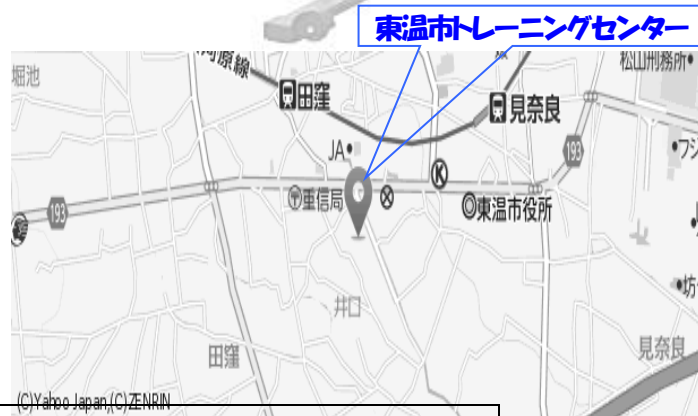 東温市トレーニングセンター
河原線
松山刑務所
堀池
田窪
見奈良
JA
193
193
重信局
K
東温市役所
フジ
井口
田窪
見奈良
(C)Yahoo Japan,(C)ZENRIN